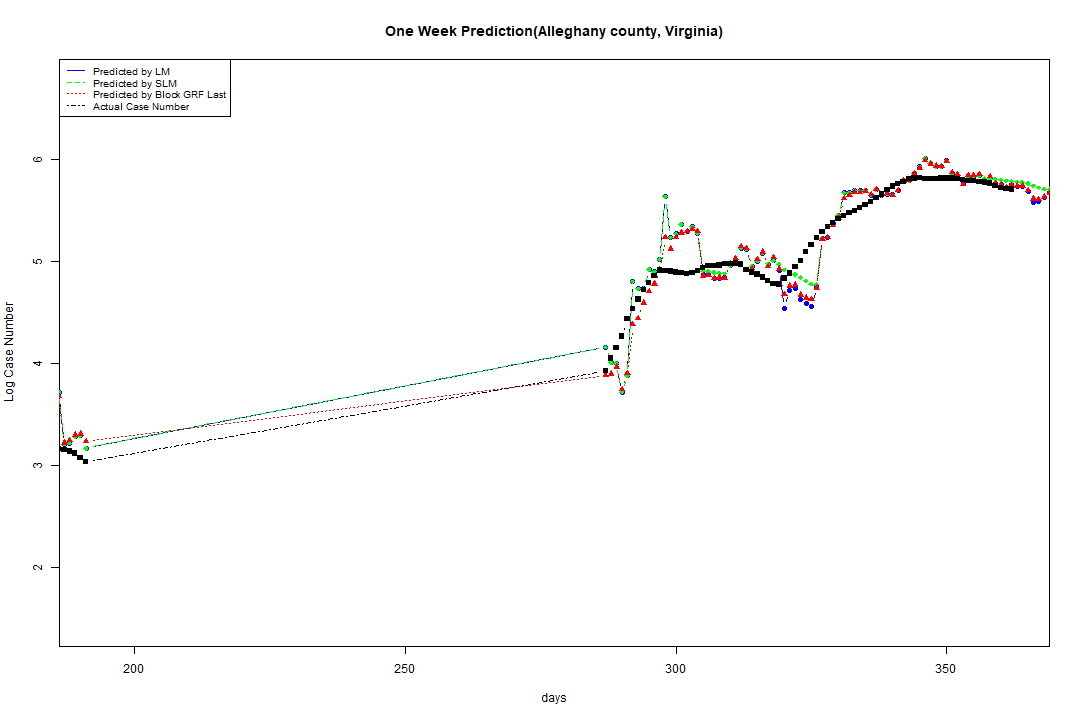 One Week Prediction(Alleghany county, Virginia)
Predicted by LM
Predicted by SLM
Predicted by Block GRF Last
Actual Case Number
6
5
4
3
2
Log Case Number
200
250
300
350
days